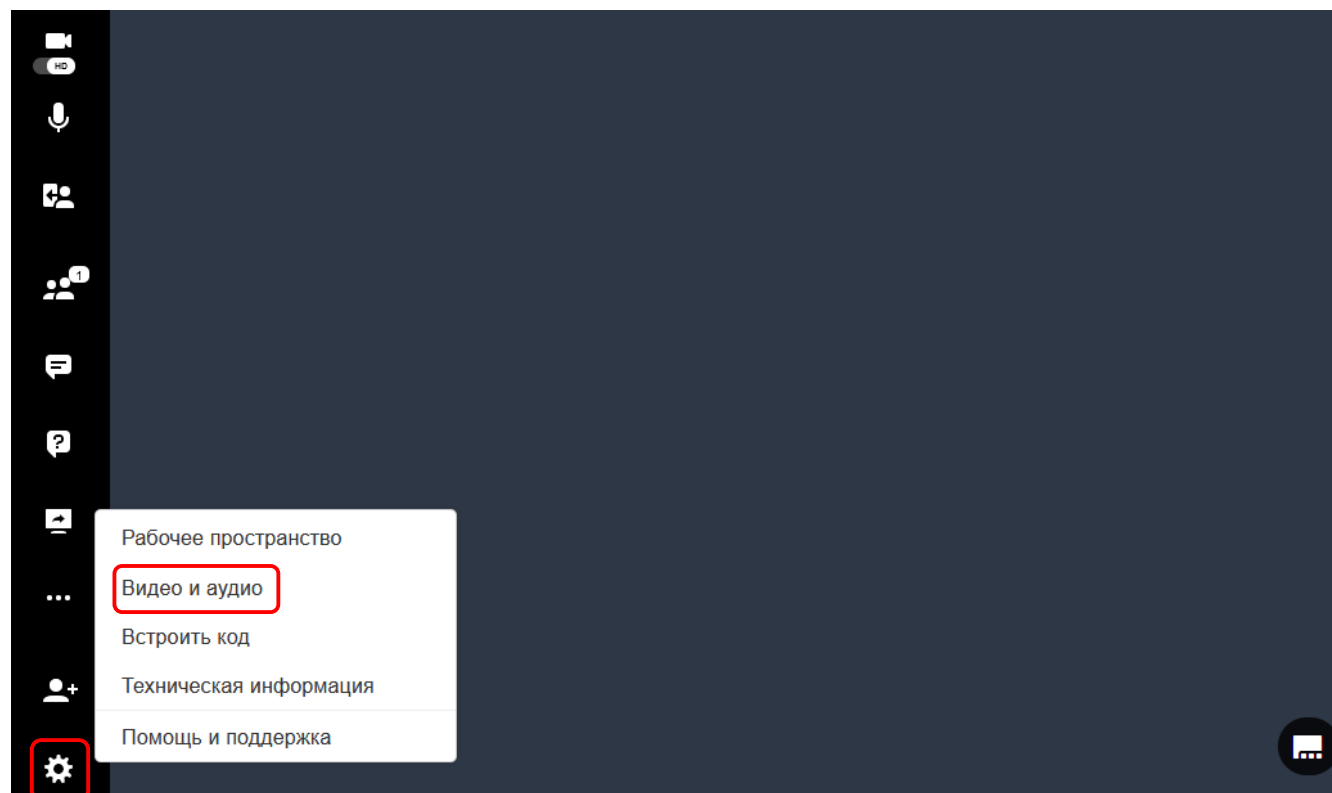 HD
1
?
Рабочее пространство
Видео и аудио
Встроить код
Техническая информация
Помощь и поддержка